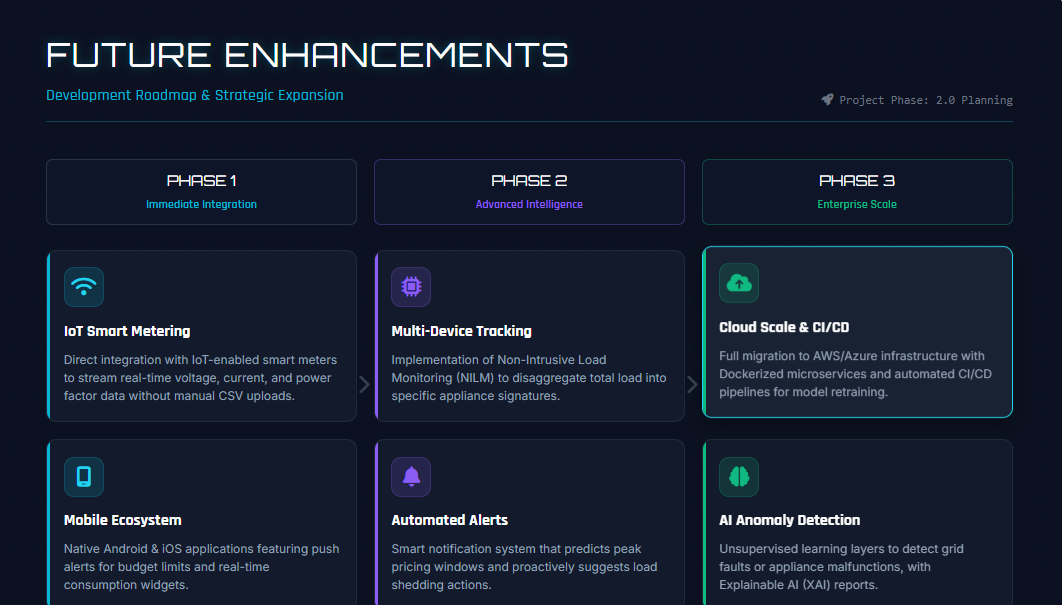 FUTURE ENHANCEMENTS
Development Roadmap & Strategic Expansion
Project Phase: 2.0 Planning
PHASE 1
Immediate Integration
PHASE 2
Advanced Intelligence
PHASE 3
Enterprise Scale
IoT Smart Metering
Direct integration with IoT-enabled smart meters
to stream real-time voltage, current, and power
factor data without manual CSV uploads.
Multi-Device Tracking
Implementation of Non-Intrusive Load
Monitoring (NILM) to disaggregate total load into
specific appliance signatures.
Cloud Scale & CI/CD
Full migration to AWS/Azure infrastructure with
Dockerized microservices and automated CI/CD
pipelines for model retraining.
Mobile Ecosystem
Native Android & iOS applications featuring push
alerts for budget limits and real-time
consumption widgets.
Automated Alerts
Smart notification system that predicts peak
pricing windows and proactively suggests load
shedding actions.
AI Anomaly Detection
Unsupervised learning layers to detect grid
faults or appliance malfunctions, with
Explainable AI (XAI) reports.